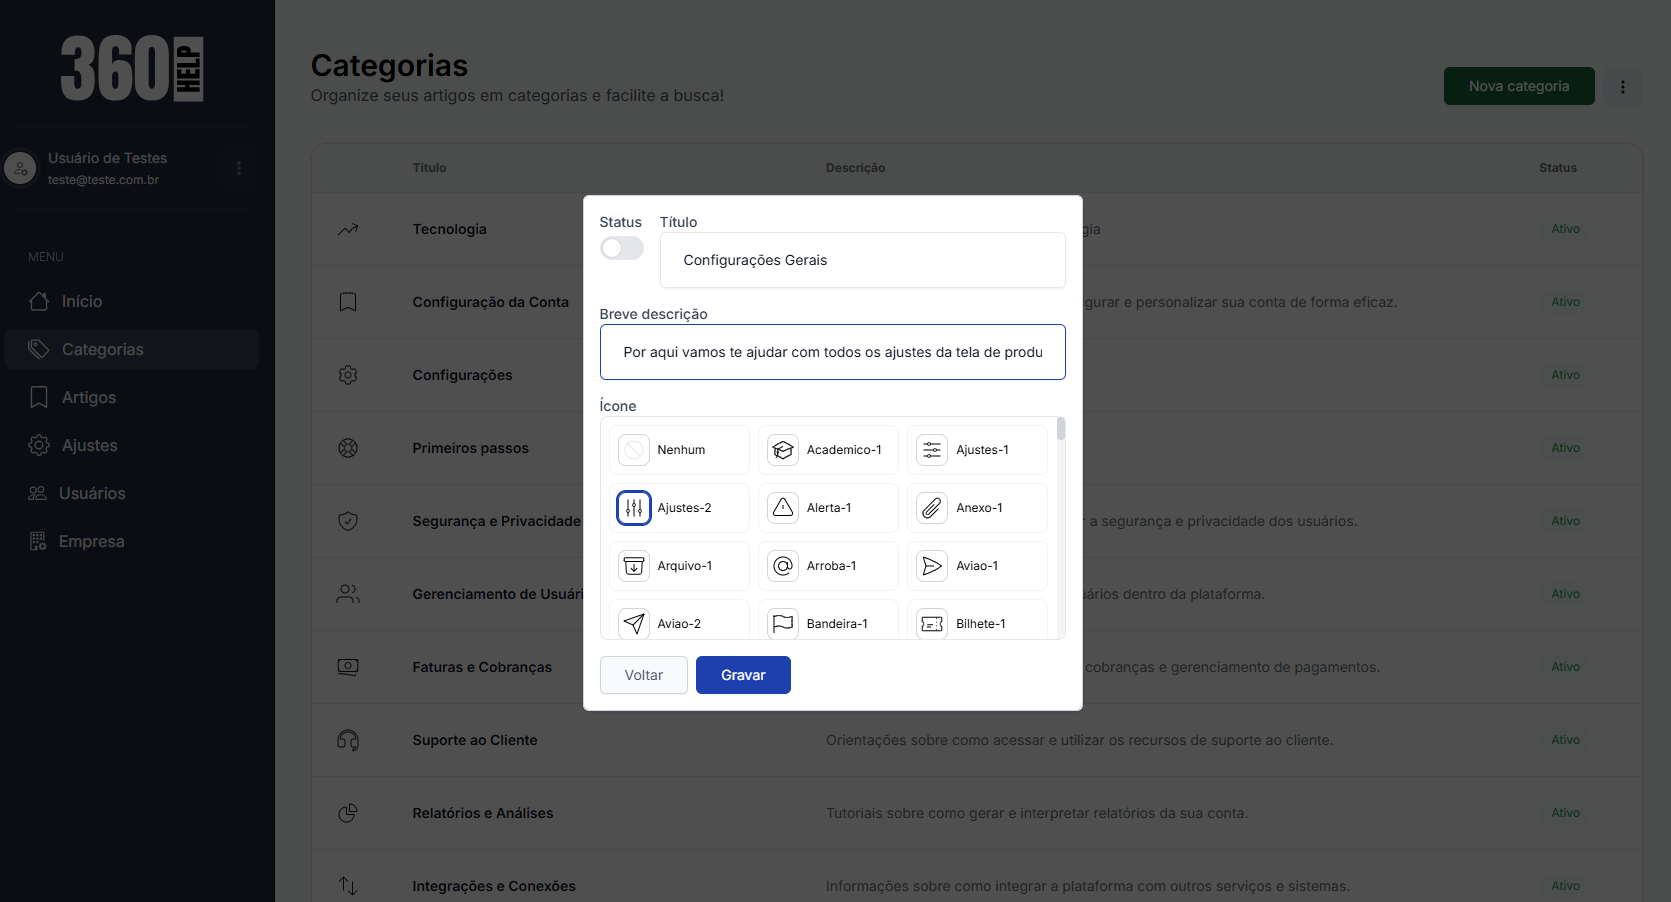 360 HELP
Usuário de Testes
teste@teste.com.br
MENU
Início
Categorias
Artigos
Ajustes
Usuários
Empresa
Categorias
Organize seus artigos em categorias e facilite a busca!
Nova categoria
Título Descrição Status
Tecnologia Ativo
Configuração da Conta gurar e personalizar sua conta de forma eficaz. Ativo
Configurações Ativo
Primeiros passos Ativo
Segurança e Privacidade r a segurança e privacidade dos usuários. Ativo
Gerenciamento de Usuári uários dentro da plataforma. Ativo
Faturas e Cobranças cobranças e gerenciamento de pagamentos. Ativo
Suporte ao Cliente Orientações sobre como acessar e utilizar os recursos de suporte ao cliente. Ativo
Relatórios e Análises Tutoriais sobre como gerar e interpretar relatórios da sua conta. Ativo
Integrações e Conexões Informações sobre como integrar a plataforma com outros serviços e sistemas. Ativo
Status Título
Configurações Gerais
Breve descrição
Por aqui vamos te ajudar com todos os ajustes da tela de produ
Ícone
Nenhum Academico-1 Ajustes-1
Ajustes-2 Alerta-1 Anexo-1
Arquivo-1 Arroba-1 Aviao-1
Aviao-2 Bandeira-1 Bilhete-1
Voltar Gravar